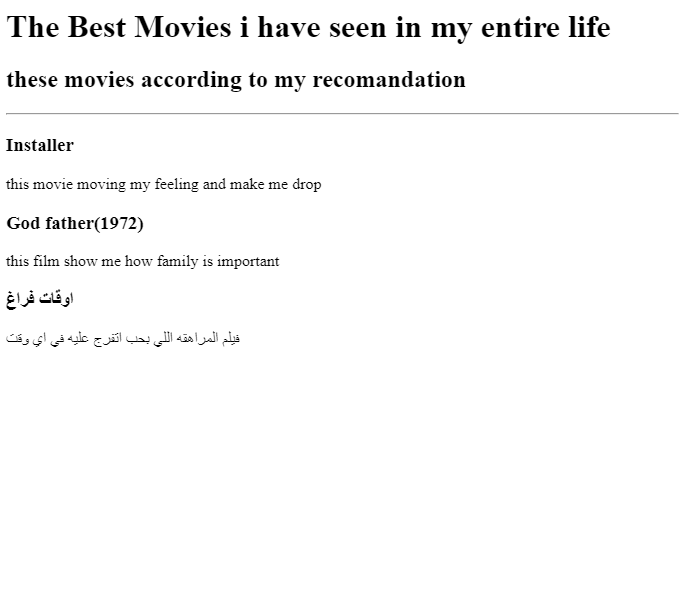 The Best Movies i have seen in my entire life
these movies according to my recomandation
Installer
this movie moving my feeling and make me drop
God father(1972)
this film show me how family is important
اوقات فراغ
فيلم المراهقه اللي بحب اتفرج عليه في اي وقت